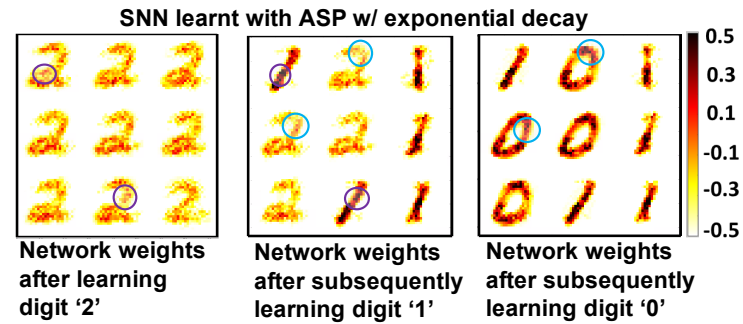 SNN learnt with ASP w/ exponential decay
0.5
0.3
0.1
-0.1
-0.3
-0.5
Network weights
after learning
digit ‘2’
Network weights
after subsequently
learning digit ‘1’
Network weights
after subsequently
learning digit ‘0’